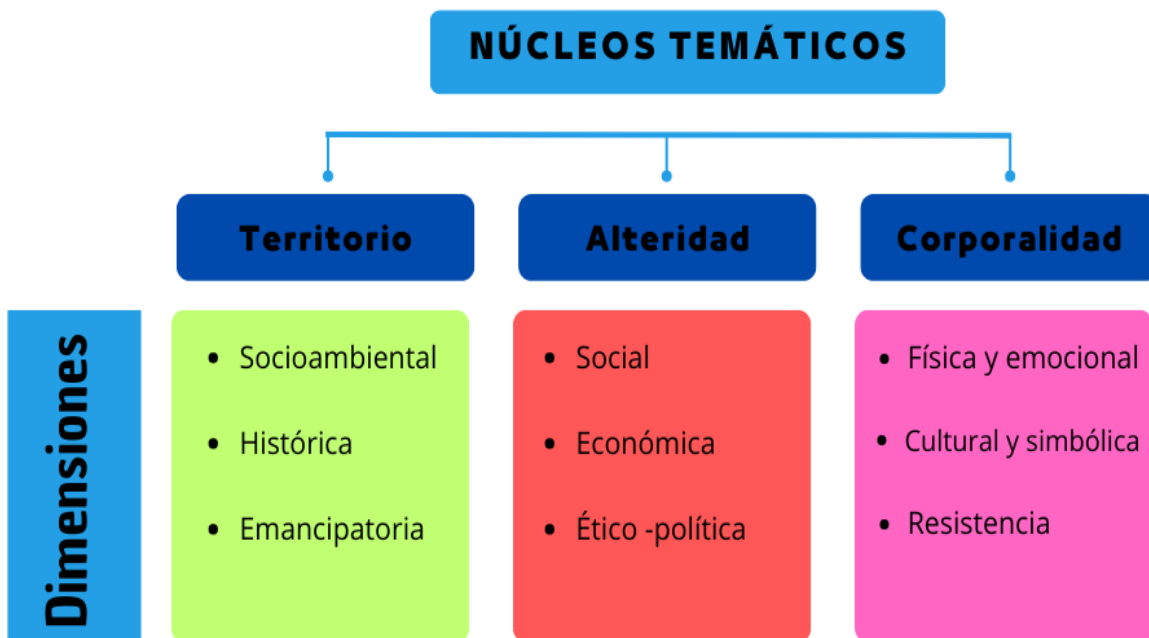 NÚCLEOS TEMÁTICOS
Territorio
Alteridad
Corporalidad
Dimensiones
• Socioambiental
• Histórica
• Emancipatoria
• Social
• Económica
• Ético -política
• Física y emocional
• Cultural y simbólica
• Resistencia